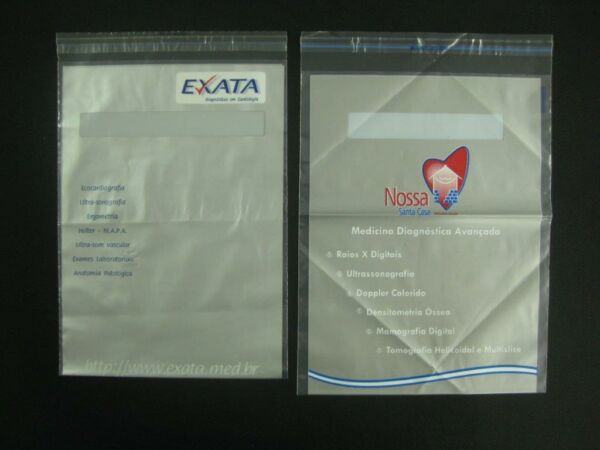 EXATA
Diagnóstico em Cardiologia
Ecocardiografia
Ultra-sonografia
Ergometria
Holter - M.A.P.A.
Ultra-som vascular
Exames Laboratoriais
Anatomia Patológica
http://www.exata.med.br
Nossa
Santa Casa
Medicina Diagnóstica Avançada
Raios X Digitais
Ultrassonografia
Doppler Colorido
Densitometria Óssea
Mamografia Digital
Tomografia Helicoidal e Multislice